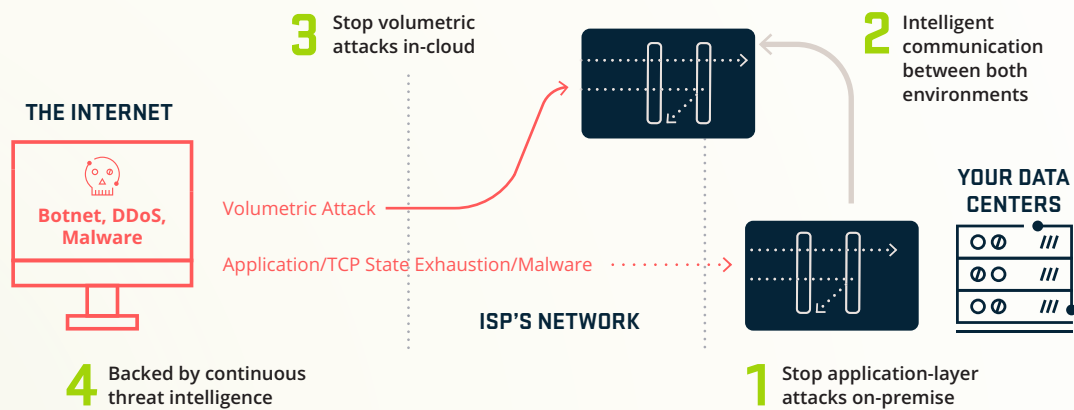 3
Stop volumetric
attacks in-cloud
2
Intelligent
communication
between both
environments
THE INTERNET
Botnet, DDoS,
Malware
Volumetric Attack
Application/TCP State Exhaustion/Malware
YOUR DATA
CENTERS
ISP'S NETWORK
4
Backed by continuous
threat intelligence
1
Stop application-layer
attacks on-premise